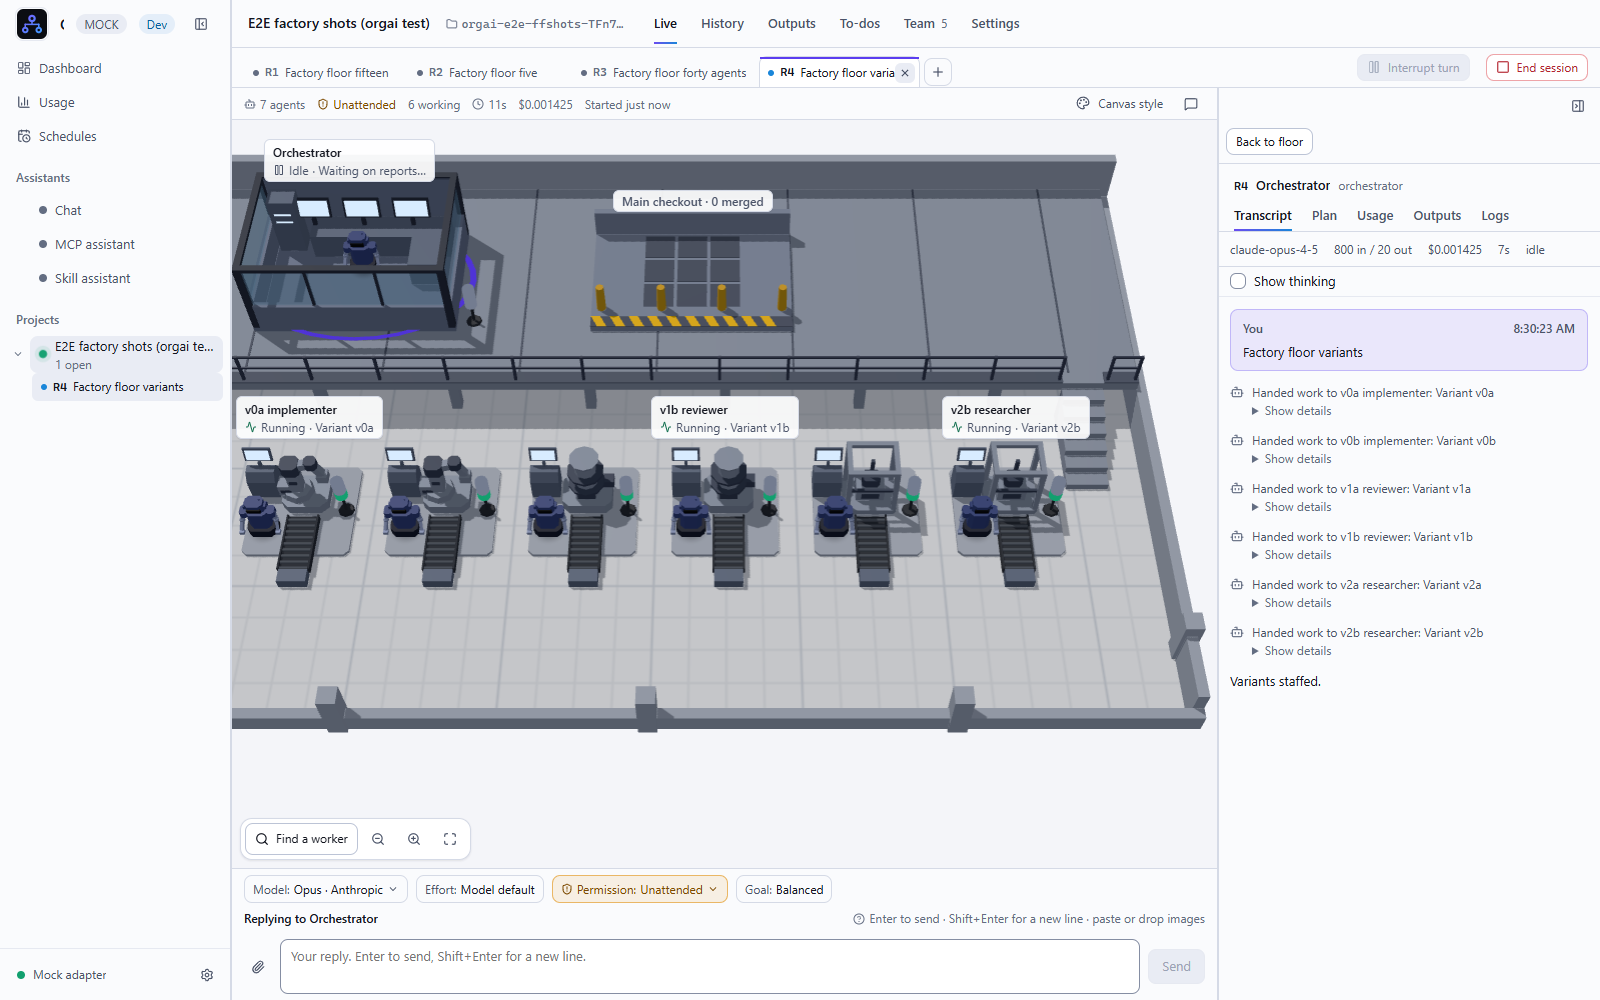 MOCK
Dev
E2E factory shots (orgai test)
orgai-e2e-ffshots-TFn7…
Live
History
Outputs
To-dos
Team 5
Settings
Dashboard
Usage
Schedules
Assistants
Chat
MCP assistant
Skill assistant
Projects
E2E factory shots (orgai te...
1 open
R4 Factory floor variants
Mock adapter
R1 Factory floor fifteen
R2 Factory floor five
R3 Factory floor forty agents
R4 Factory floor varia
Interrupt turn
End session
7 agents
Unattended
6 working
11s
$0.001425
Started just now
Canvas style
Orchestrator
Idle · Waiting on reports...
Main checkout · 0 merged
v0a implementer
Running · Variant v0a
v1b reviewer
Running · Variant v1b
v2b researcher
Running · Variant v2b
Find a worker
Model: Opus · Anthropic
Effort: Model default
Permission: Unattended
Goal: Balanced
Replying to Orchestrator
Enter to send · Shift+Enter for a new line · paste or drop images
Your reply. Enter to send, Shift+Enter for a new line.
Send
Back to floor
R4 Orchestrator orchestrator
Transcript
Plan
Usage
Outputs
Logs
claude-opus-4-5
800 in / 20 out
$0.001425
7s
idle
Show thinking
You
8:30:23 AM
Factory floor variants
Handed work to v0a implementer: Variant v0a
Show details
Handed work to v0b implementer: Variant v0b
Show details
Handed work to v1a reviewer: Variant v1a
Show details
Handed work to v1b reviewer: Variant v1b
Show details
Handed work to v2a researcher: Variant v2a
Show details
Handed work to v2b researcher: Variant v2b
Show details
Variants staffed.